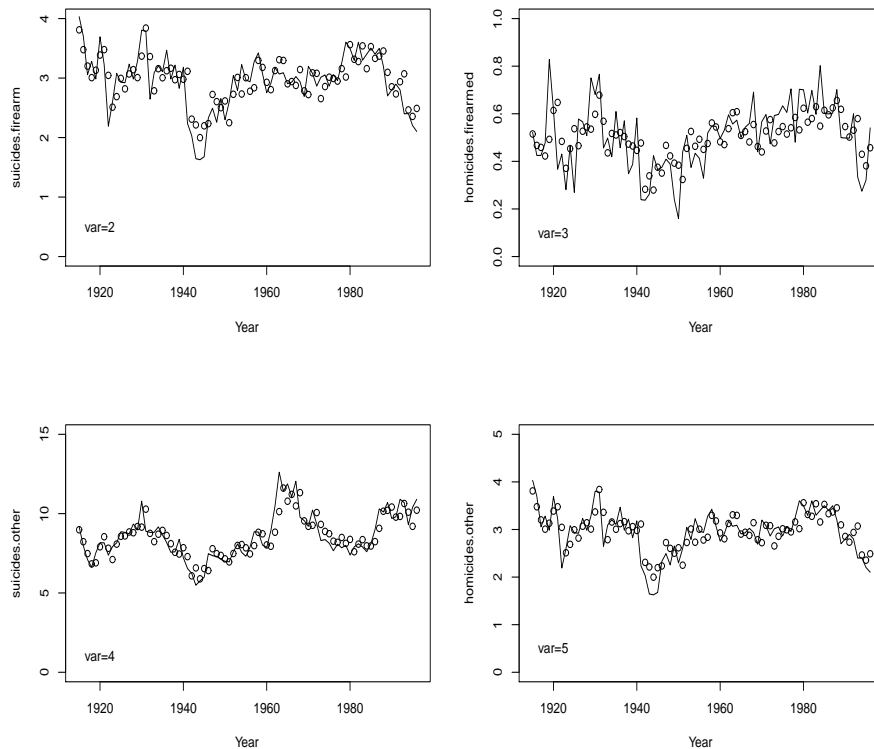 suicides.firearm
4
3
2
1
0
var=2
1920 1940 1960 1980
Year
homicides.firearmed
1.0
0.8
0.6
0.4
0.2
0.0
var=3
1920 1940 1960 1980
Year
suicides.other
15
10
5
0
var=4
1920 1940 1960 1980
Year
homicides.other
5
4
3
2
1
0
var=5
1920 1940 1960 1980
Year